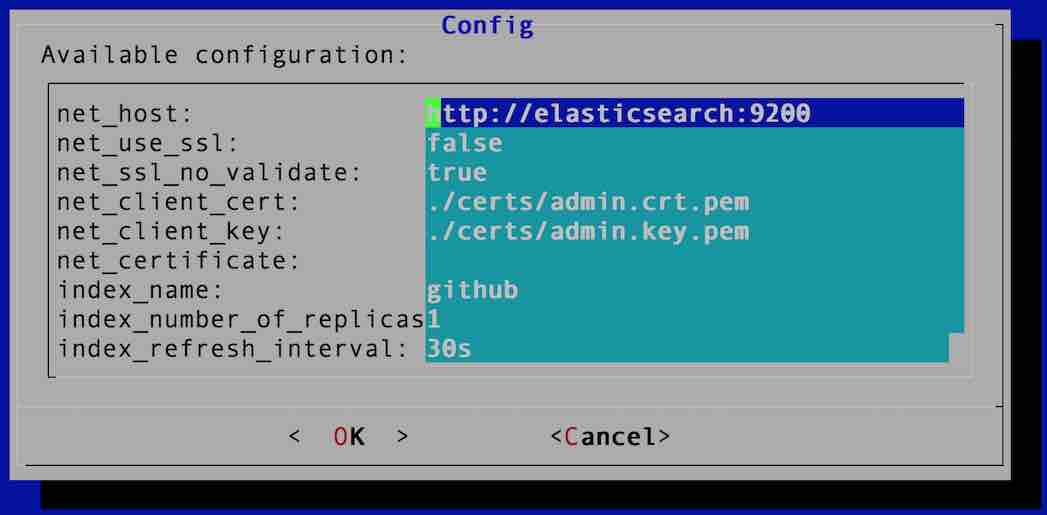 Config
Available configuration:
net_host: http://elasticsearch:9200
net_use_ssl: false
net_ssl_no_validate: true
net_client_cert: ./certs/admin.crt.pem
net_client_key: ./certs/admin.key.pem
net_certificate:
index_name: github
index_number_of_replicas 1
index_refresh_interval: 30s
< OK > <Cancel>